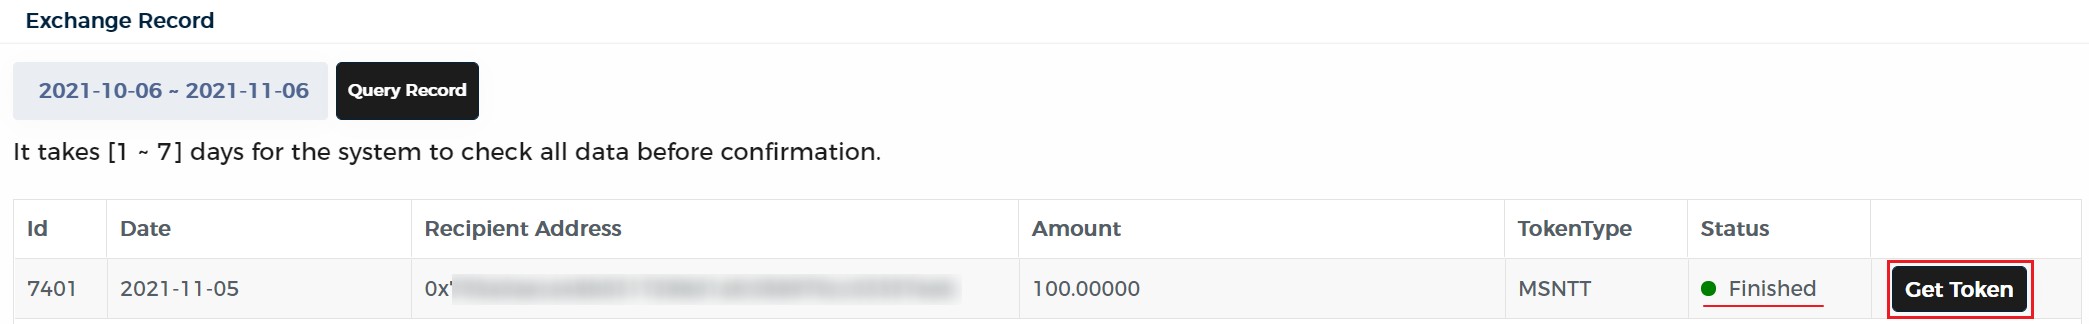 Exchange Record
2021-10-06 ~ 2021-11-06 Query Record
It takes [1 ~ 7] days for the system to check all data before confirmation.
Id Date Recipient Address Amount TokenType Status
7401 2021-11-05 0x 100.00000 MSNTT Finished Get Token